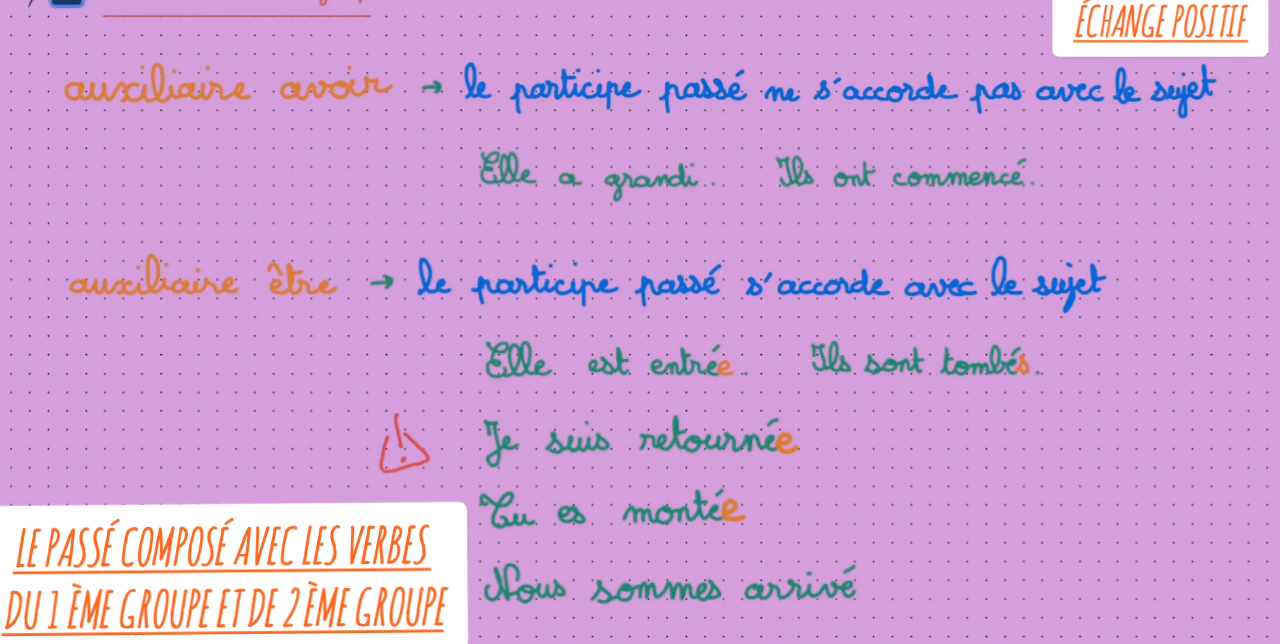 ÉCHANGE POSITIF
auxiliaire avoir → le participe passé ne s'accorde pas avec le sujet
Elle a grandi. Ils ont commencé.
auxiliaire être → le participe passé s'accorde avec le sujet
Elle est entrée. Ils sont tombés.
Je suis retournée
Tu es montée
Nous sommes arrivé
LE PASSÉ COMPOSÉ AVEC LES VERBES
DU 1 ÈME GROUPE ET DE 2 ÈME GROUPE